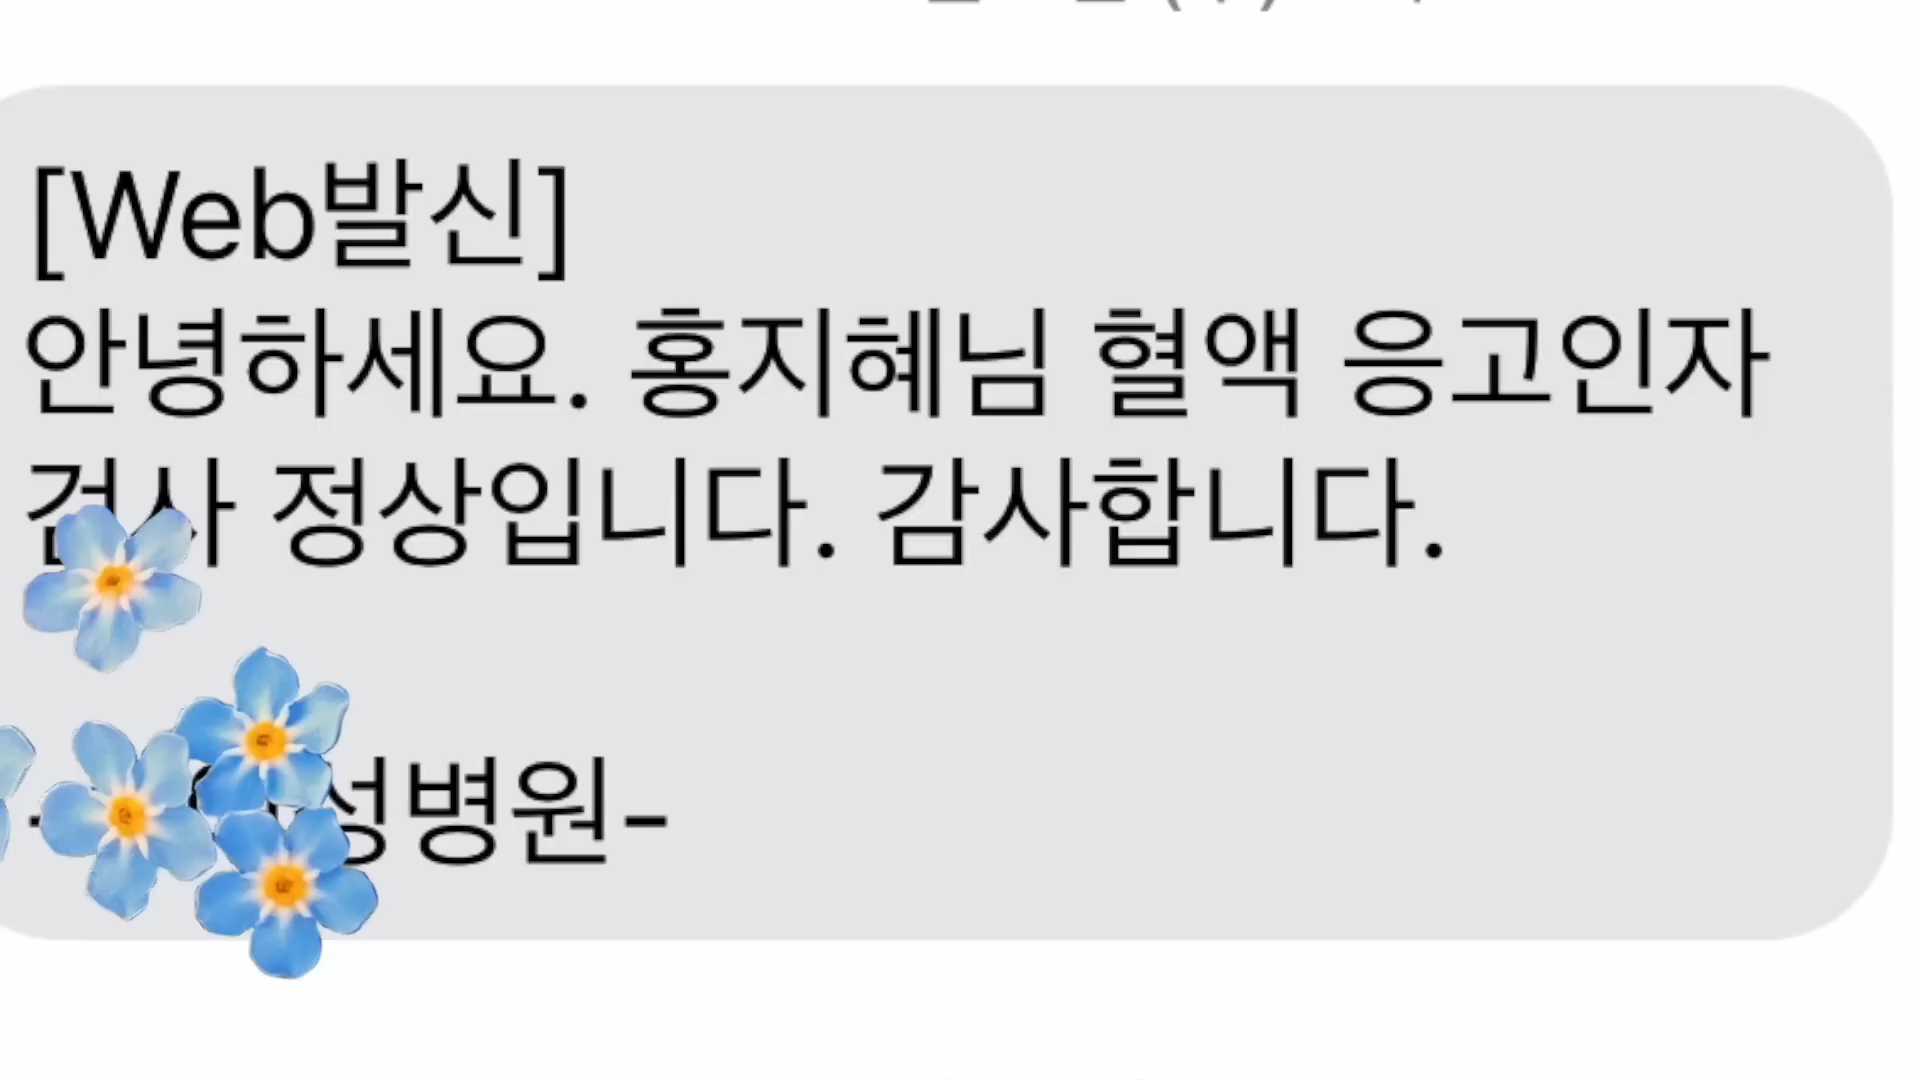 [Web발신]
안녕하세요. 홍지혜님 혈액 응고인자
검사 정상입니다. 감사합니다.
성병원-